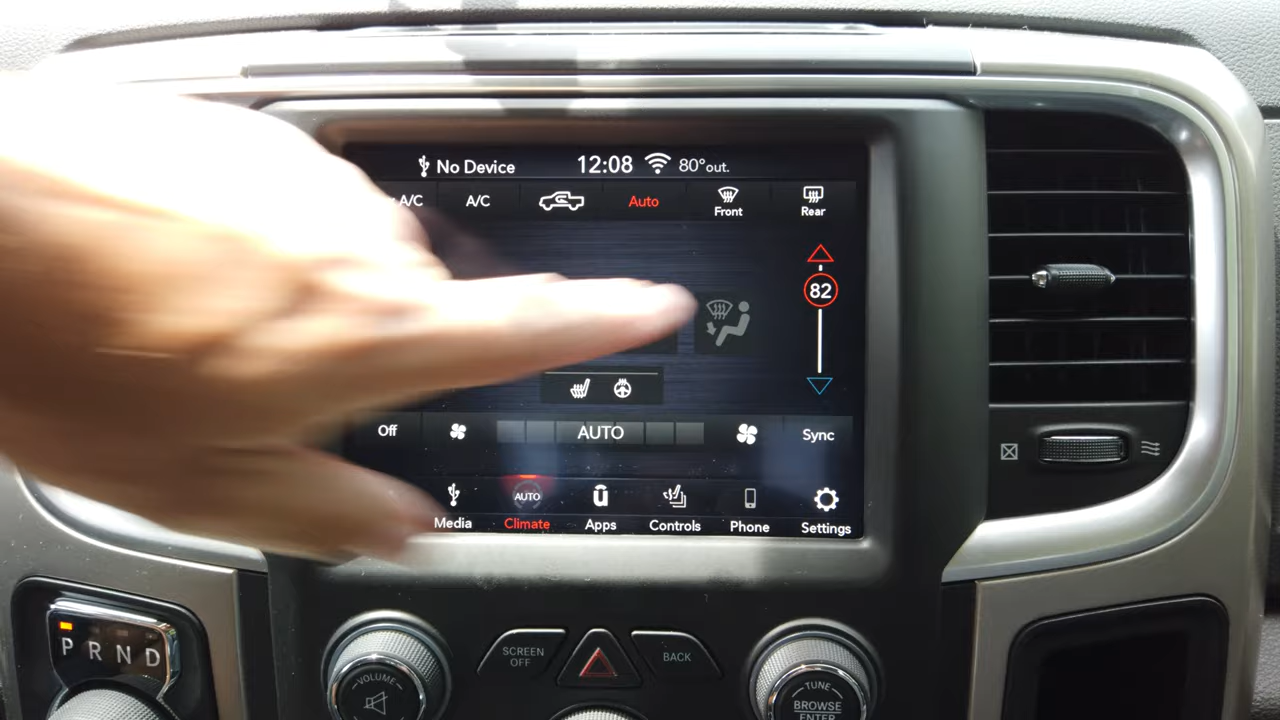 No Device 12:08 80° out.
A/C A/C Auto Front Rear
82
Off AUTO Sync
AUTO
Media Climate Apps Controls Phone Settings
P R N D
SCREEN OFF
BACK
VOLUME
TUNE
BROWSE
ENTER